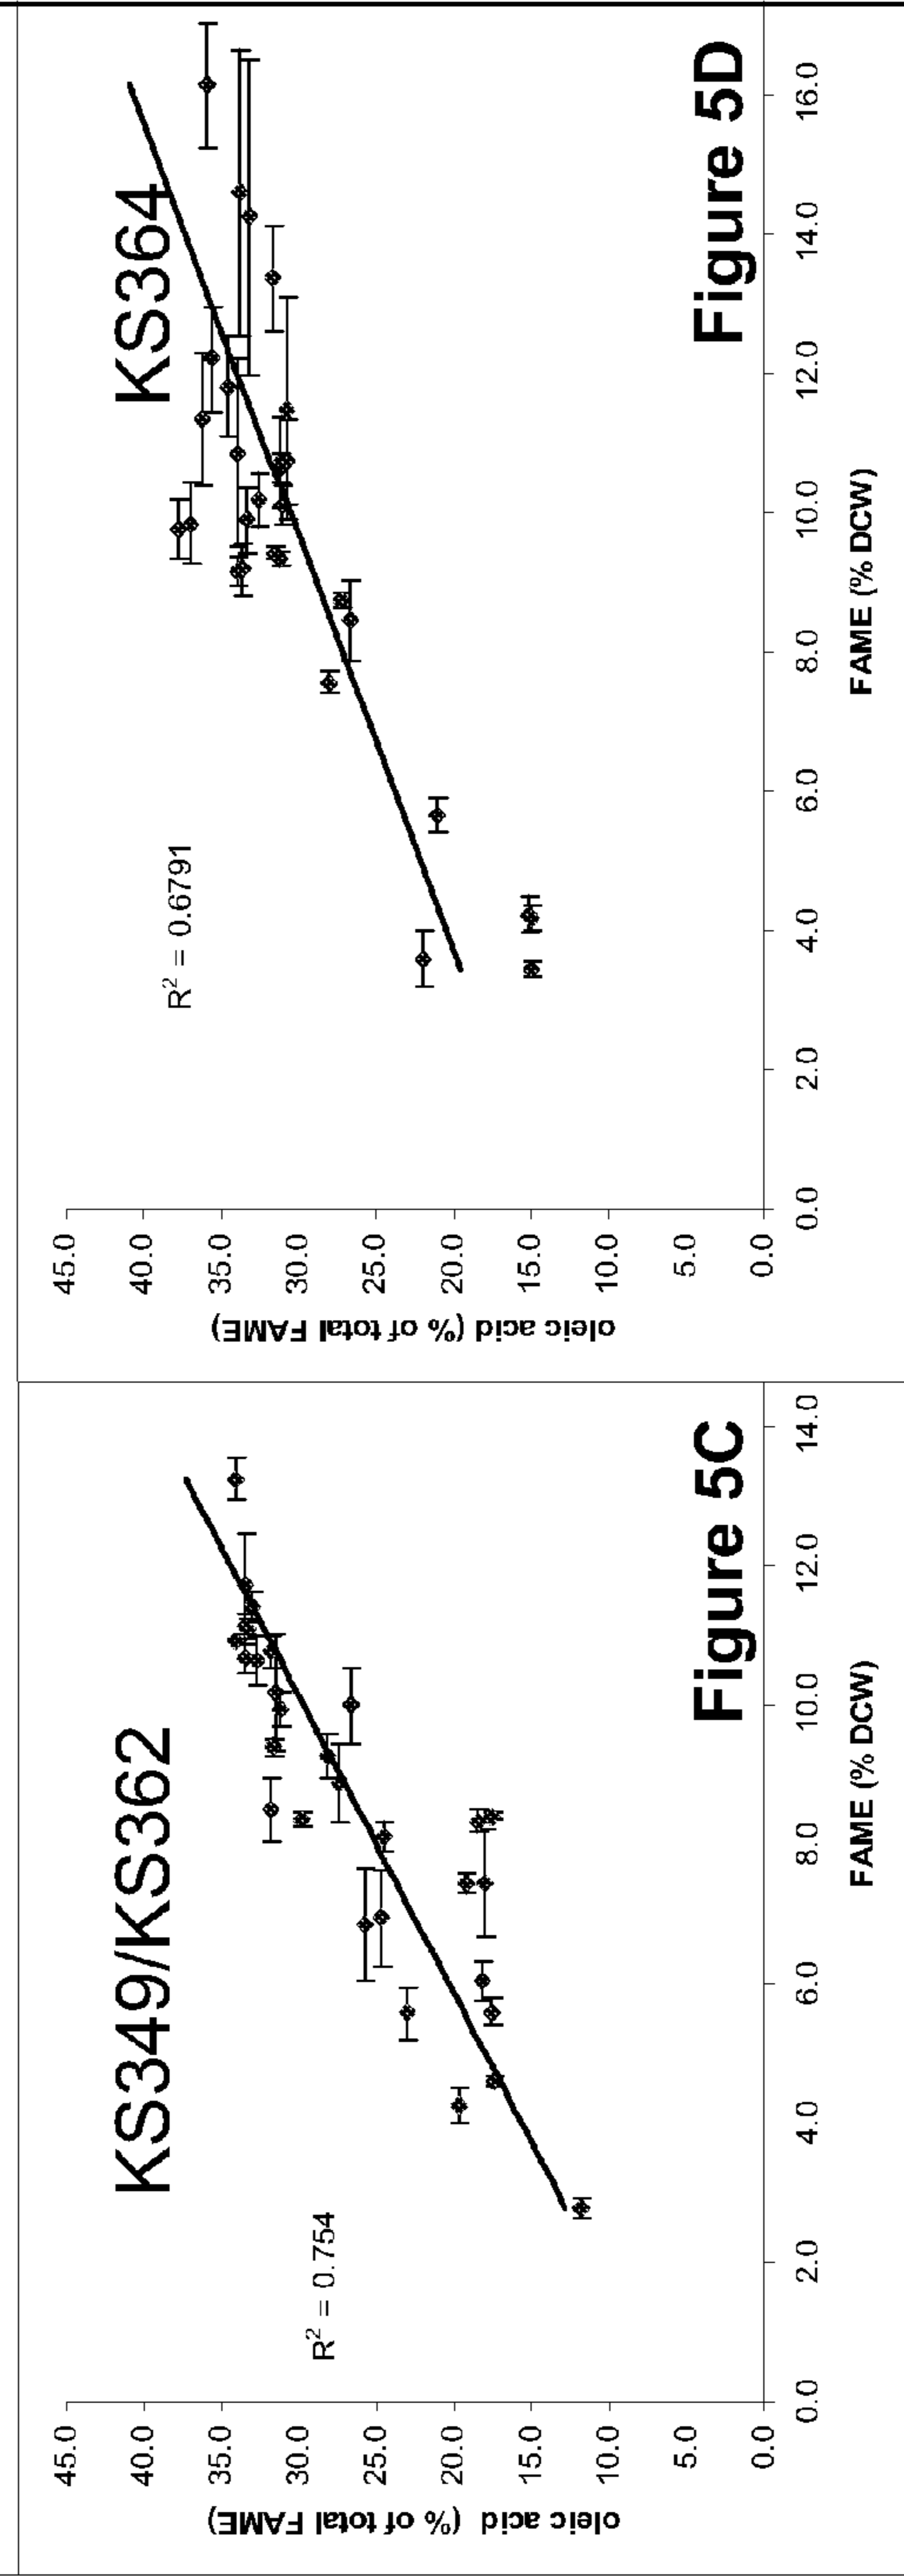 KS349/KS362
R² = 0.754
oleic acid (% of total FAME)
45.0
40.0
35.0
30.0
25.0
20.0
15.0
10.0
5.0
0.0
0.0 2.0 4.0 6.0 8.0 10.0 12.0 14.0
FAME (% DCW)
Figure 5C
KS364
R² = 0.6791
oleic acid (% of total FAME)
45.0
40.0
35.0
30.0
25.0
20.0
15.0
10.0
5.0
0.0
0.0 2.0 4.0 6.0 8.0 10.0 12.0 14.0 16.0
FAME (% DCW)
Figure 5D